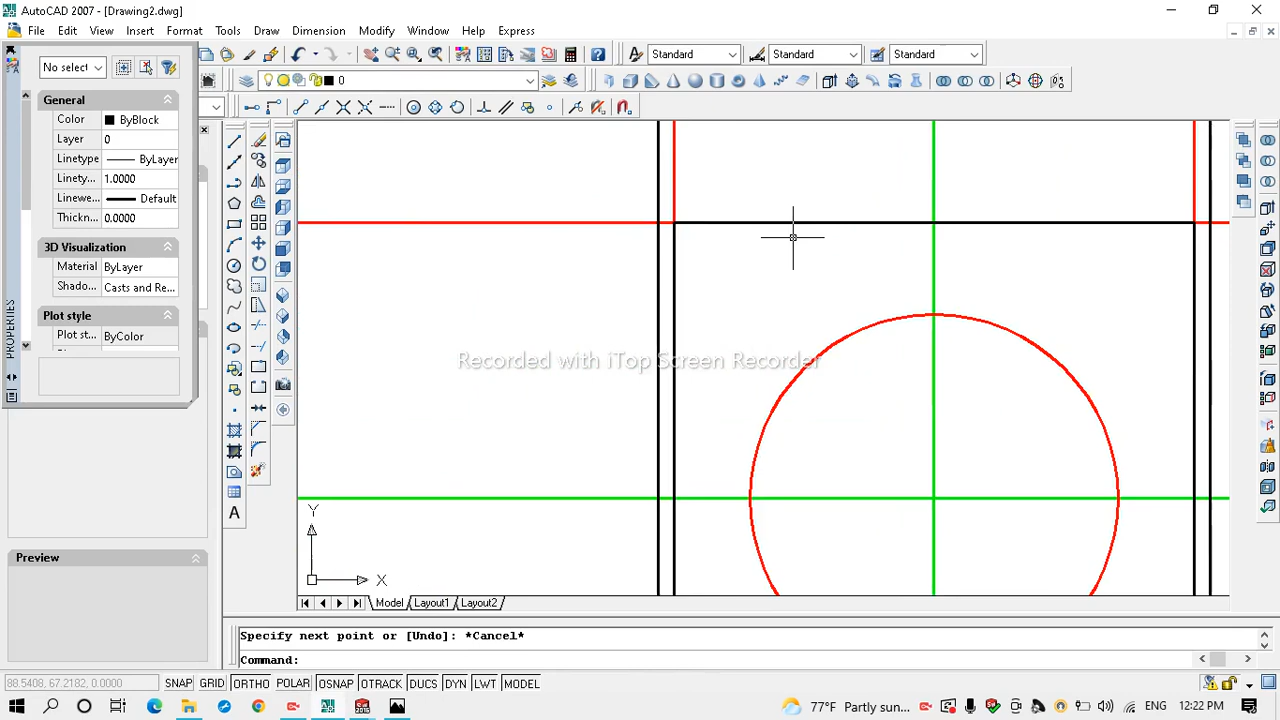 AutoCAD 2007 - [Drawing2.dwg]
File Edit View Insert Format Tools Draw Dimension Modify Window Help Express
Standard Standard Standard
No select
0
General
Color ByBlock
Layer 0
Linetype ByLayer
Linety... 1.0000
Linewe... Default
Thickn... 0.0000
3D Visualization
Material ByLayer
Shado... Casts and Re...
Plot style
Plot st... ByColor
PROPERTIES
Preview
A
Recorded with iTop Screen Recorder
Y
X
Model Layout1 Layout2
Specify next point or [Undo]: *Cancel*
Command:
88.5408, 67.2182, 0.0000 SNAP GRID ORTHO POLAR OSNAP OTRACK DUCS DYN LWT MODEL
77°F Partly sun... ENG 12:22 PM